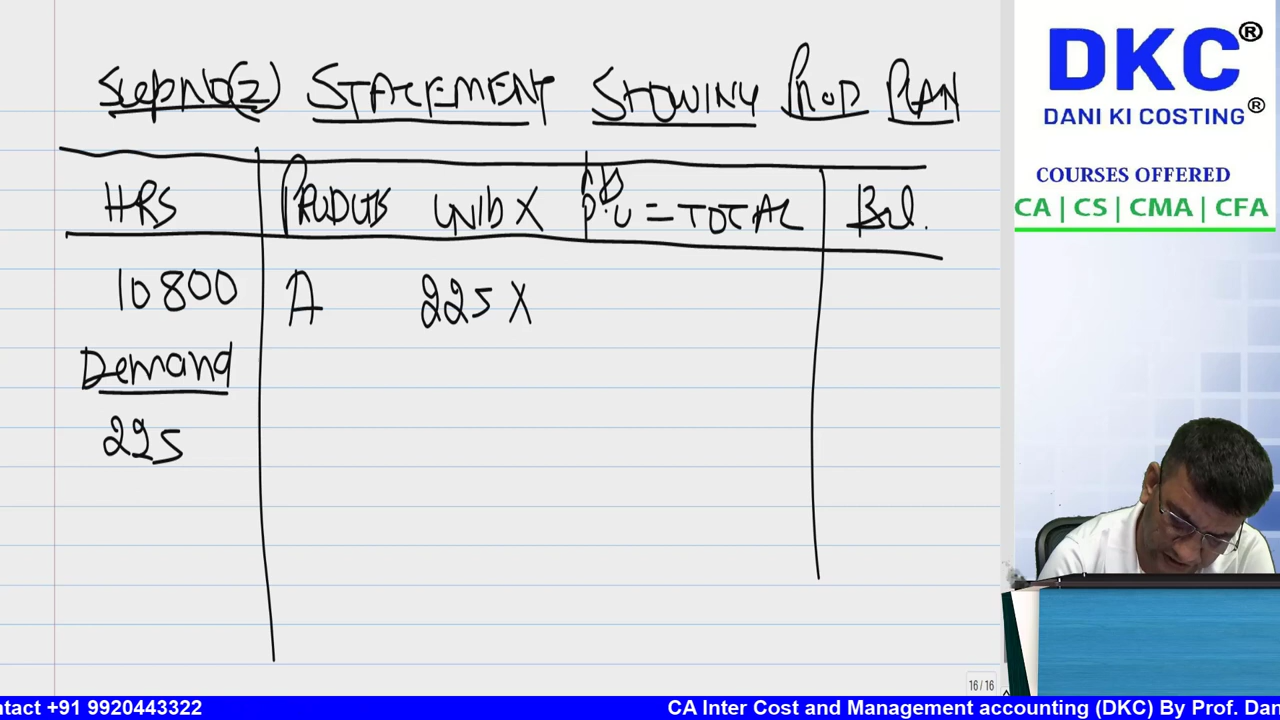 Step no(2) STATEMENT SHOWING PROD PLAN
HRS PRODUCTS Units X Hrs P.U = TOTAL Bal.
10800 A 225 X
Demand
225
DKC®
DANI KI COSTING®
COURSES OFFERED
CA | CS | CMA | CFA
16/16
ntact +91 9920443322 CA Inter Cost and Management accounting (DKC) By Prof. Dan